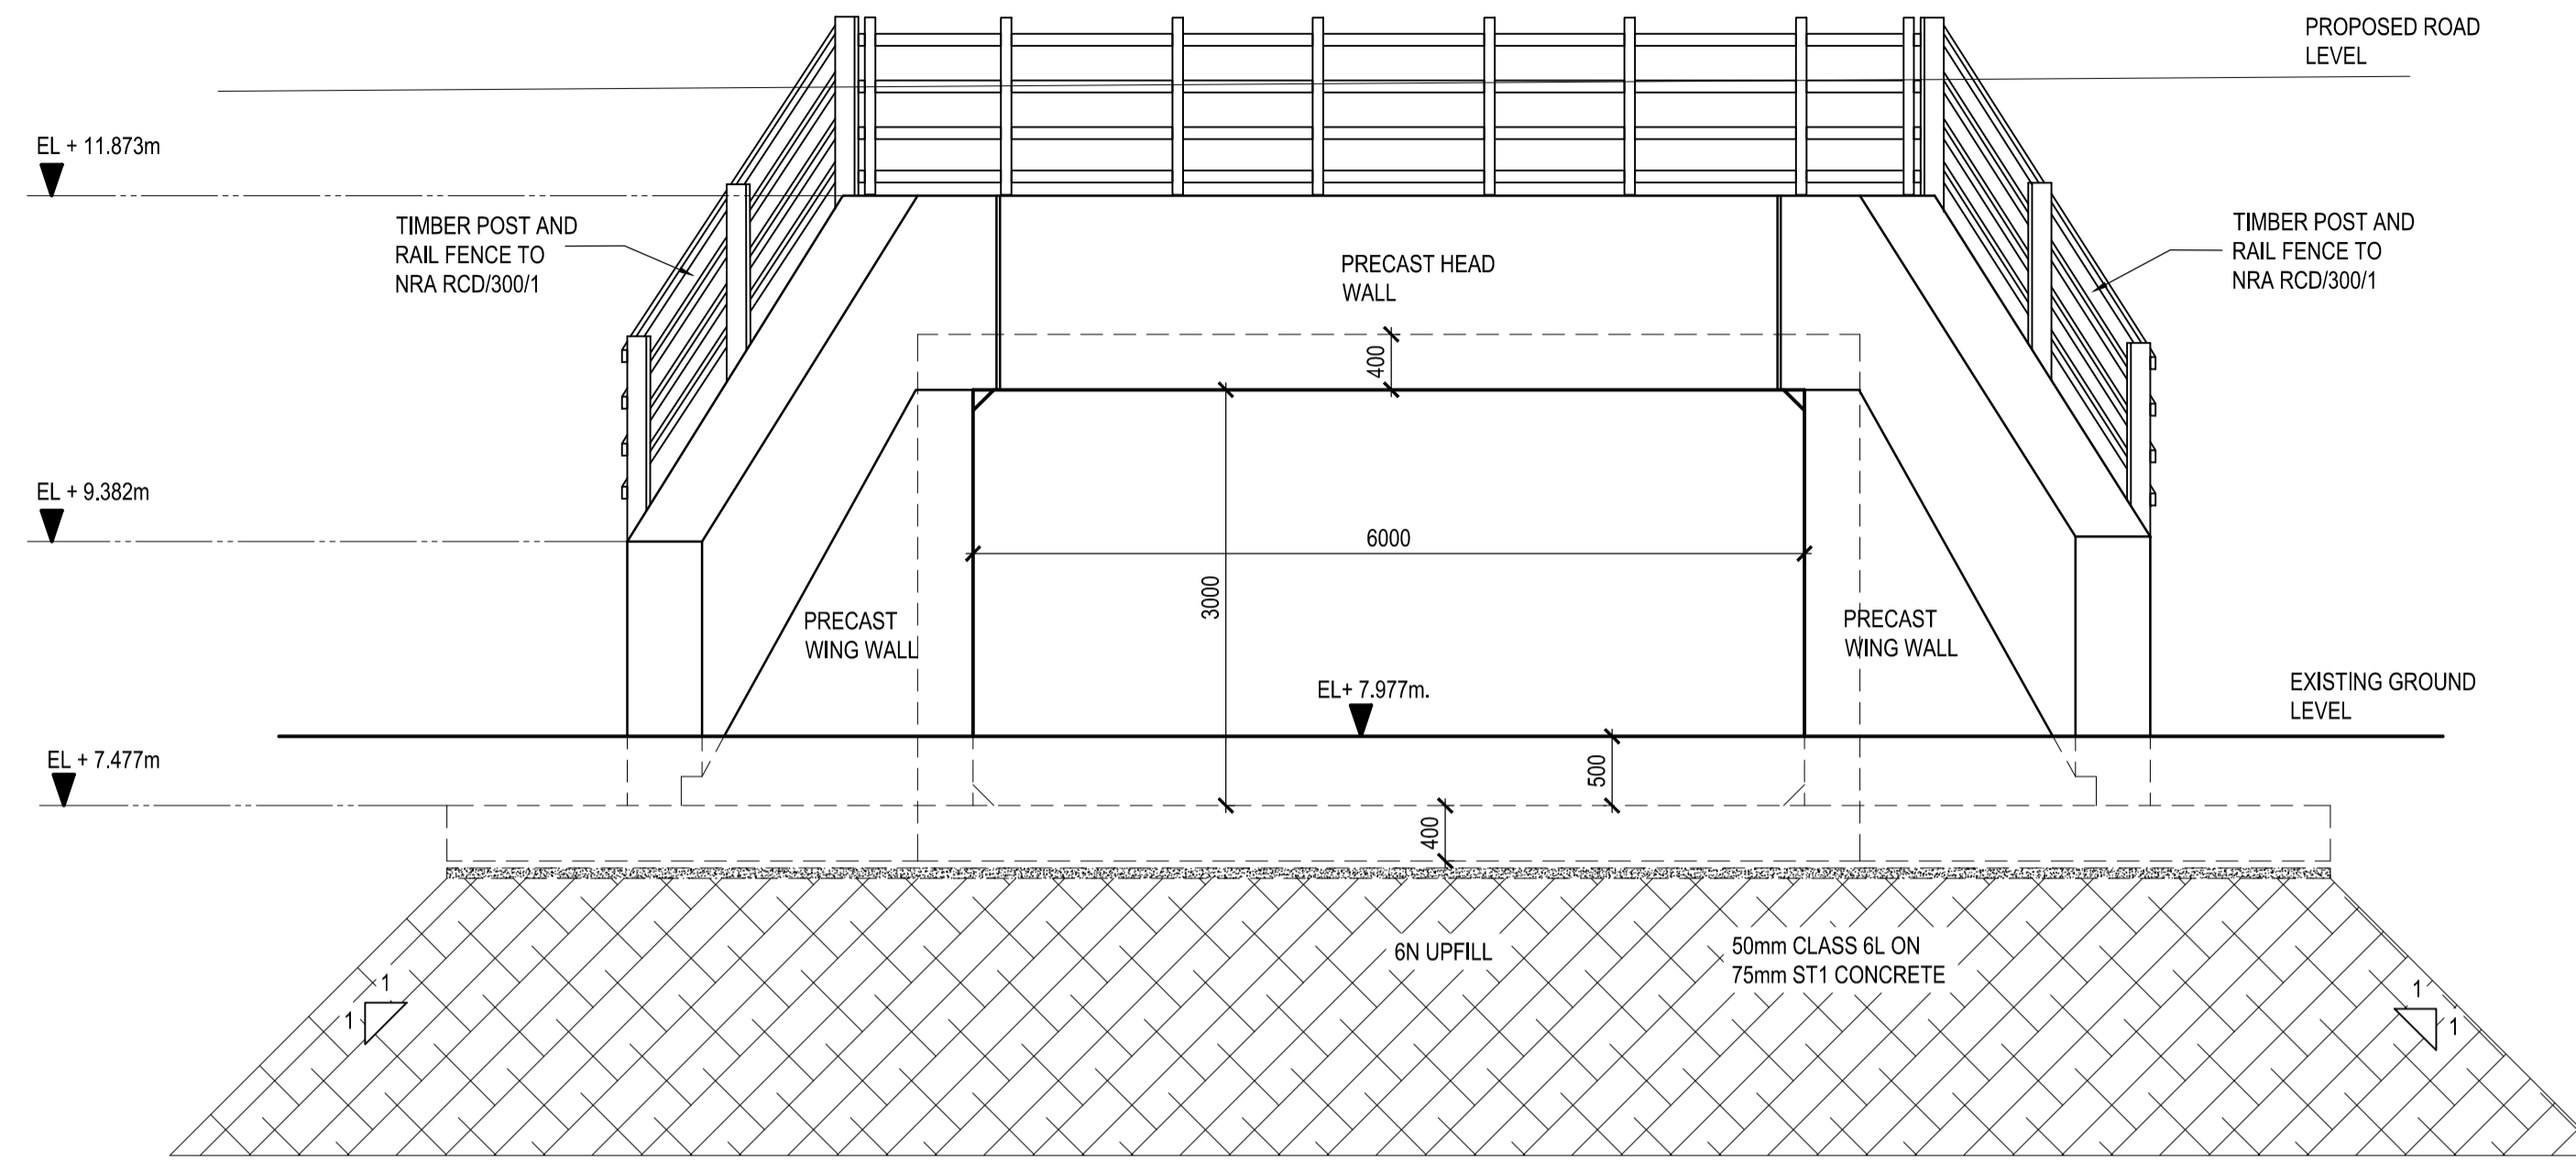 PROPOSED ROAD
LEVEL
EL + 11.873m
TIMBER POST AND
RAIL FENCE TO
NRA RCD/300/1
TIMBER POST AND
RAIL FENCE TO
NRA RCD/300/1
PRECAST HEAD
WALL
400
EL + 9.382m
6000
3000
PRECAST
WING WALL
PRECAST
WING WALL
EL+ 7.977m.
EXISTING GROUND
LEVEL
EL + 7.477m
500
400
6N UPFILL
50mm CLASS 6L ON
75mm ST1 CONCRETE
1
1
1
1